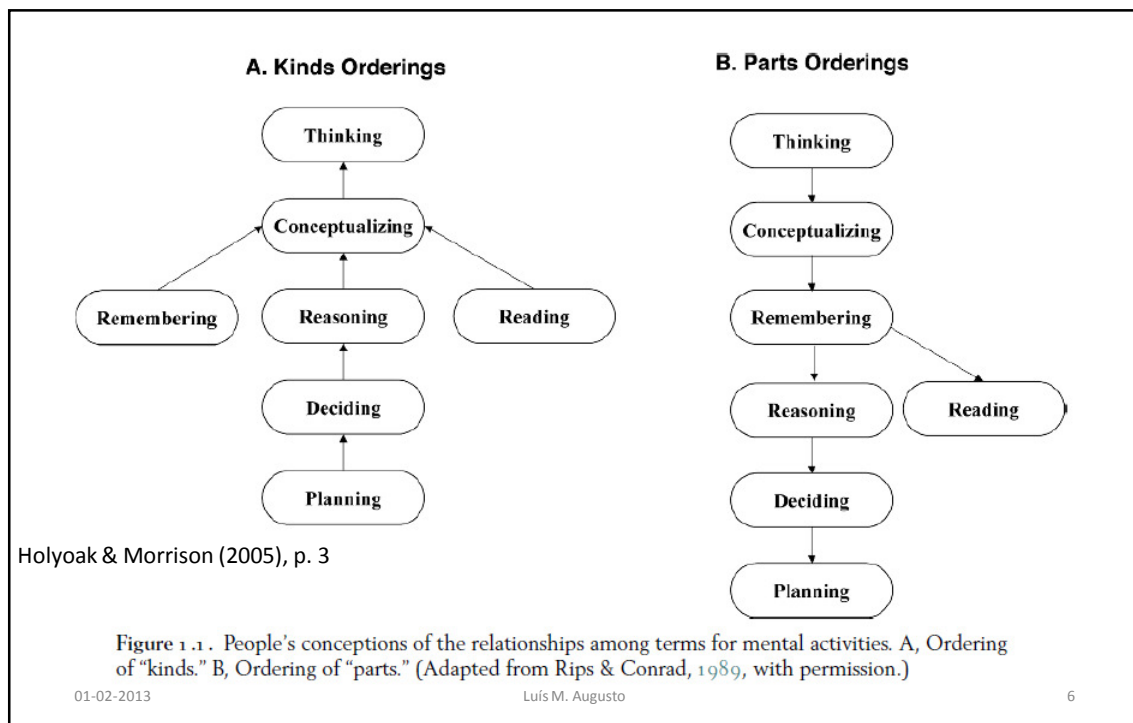 A. Kinds Orderings
Thinking
Conceptualizing
Remembering
Reasoning
Reading
Deciding
Planning
B. Parts Orderings
Thinking
Conceptualizing
Remembering
Reasoning
Reading
Deciding
Planning
Holyoak & Morrison (2005), p. 3
Figure 1.1. People's conceptions of the relationships among terms for mental activities. A, Ordering
of "kinds." B, Ordering of "parts." (Adapted from Rips & Conrad, 1989, with permission.)
01-02-2013
Luís M. Augusto
6